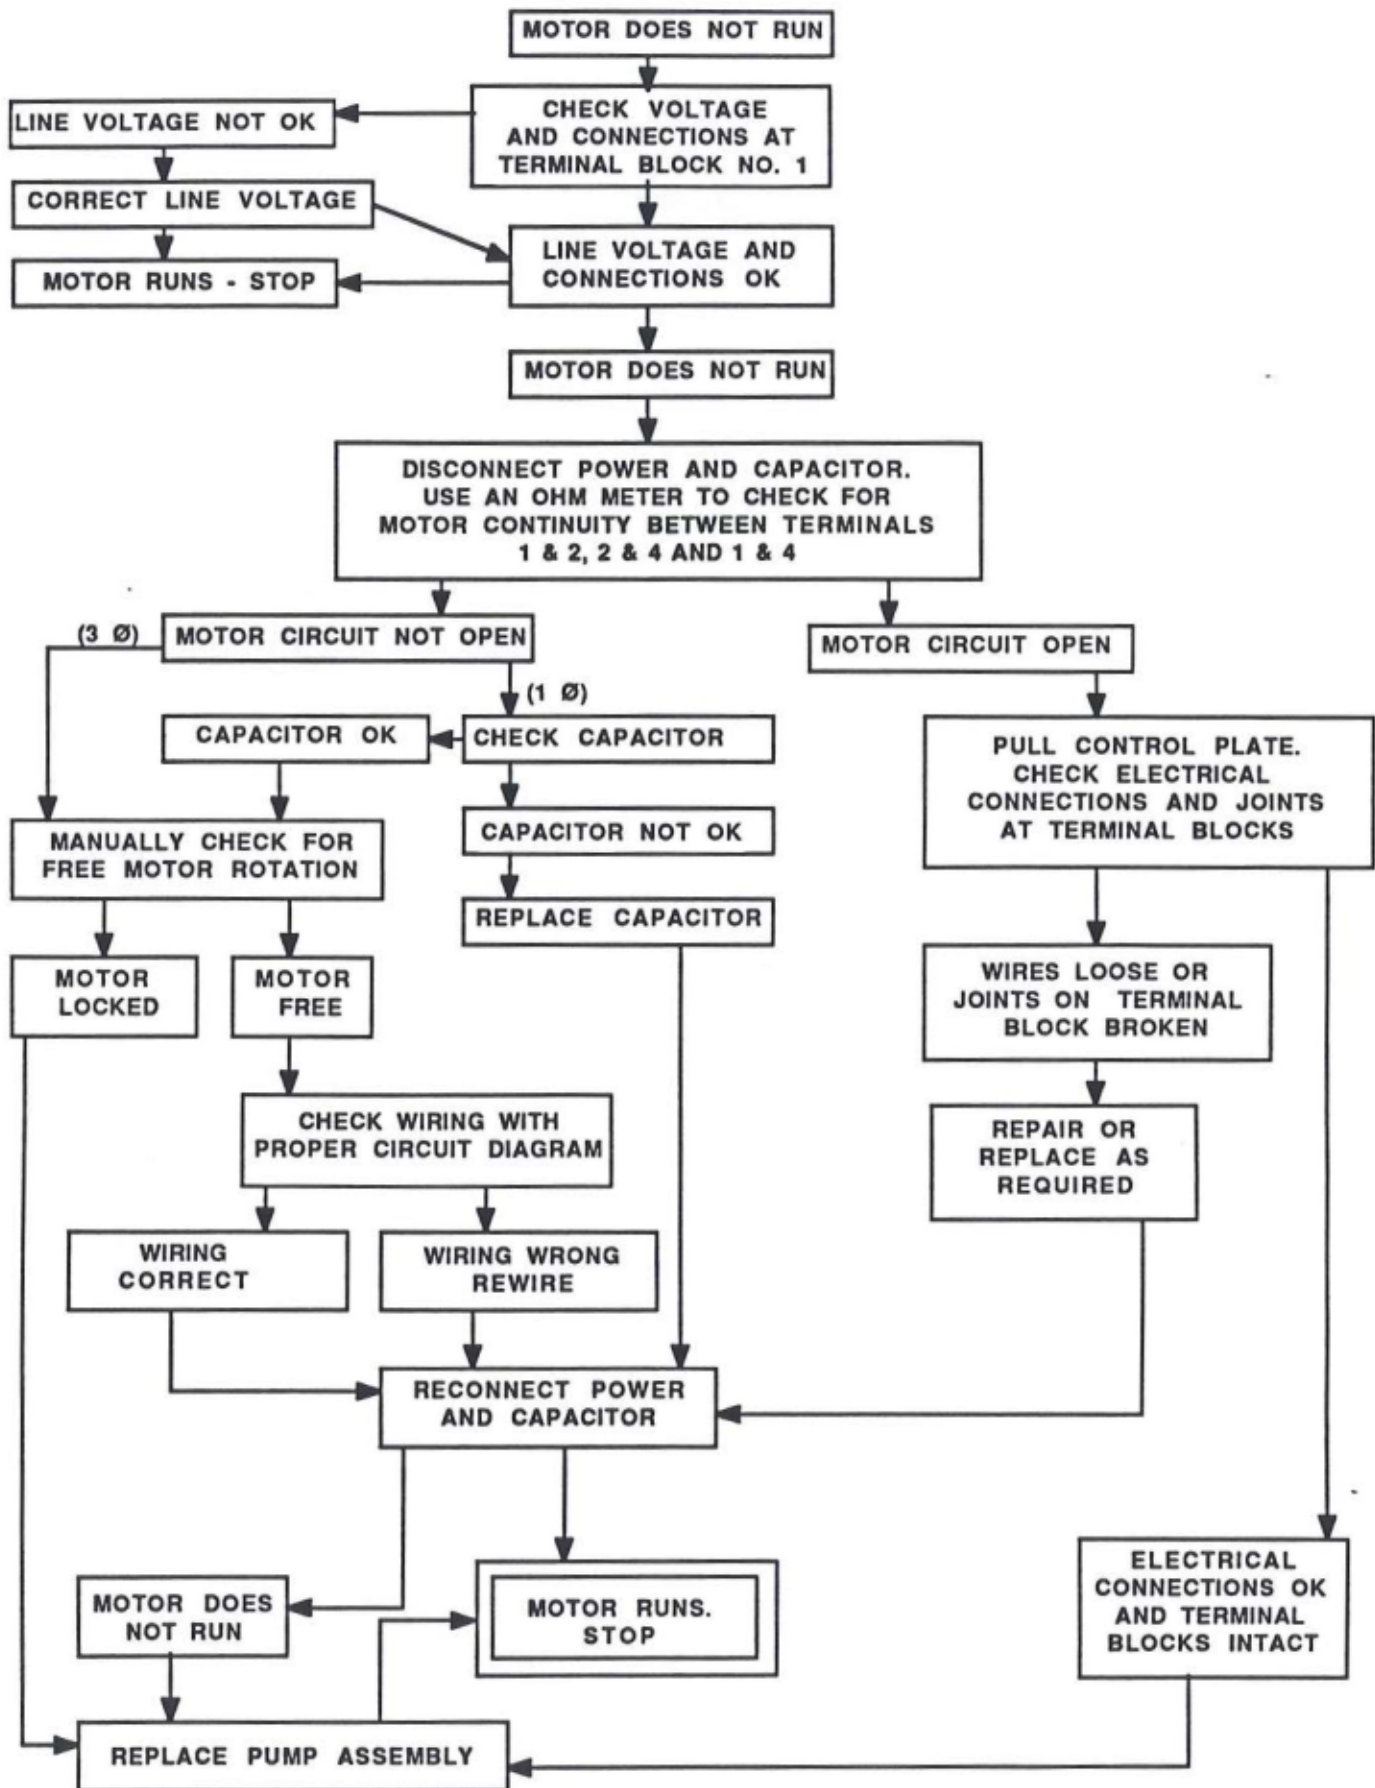 MOTOR DOES NOT RUN
CHECK VOLTAGE
AND CONNECTIONS AT
TERMINAL BLOCK NO. 1
LINE VOLTAGE NOT OK
CORRECT LINE VOLTAGE
LINE VOLTAGE AND
CONNECTIONS OK
MOTOR RUNS - STOP
MOTOR DOES NOT RUN
DISCONNECT POWER AND CAPACITOR.
USE AN OHM METER TO CHECK FOR
MOTOR CONTINUITY BETWEEN TERMINALS
1 & 2, 2 & 4 AND 1 & 4
(3 Ø)
MOTOR CIRCUIT NOT OPEN
MOTOR CIRCUIT OPEN
(1 Ø)
CAPACITOR OK
CHECK CAPACITOR
PULL CONTROL PLATE.
CHECK ELECTRICAL
CONNECTIONS AND JOINTS
AT TERMINAL BLOCKS
MANUALLY CHECK FOR
FREE MOTOR ROTATION
CAPACITOR NOT OK
REPLACE CAPACITOR
MOTOR
LOCKED
MOTOR
FREE
WIRES LOOSE OR
JOINTS ON TERMINAL
BLOCK BROKEN
CHECK WIRING WITH
PROPER CIRCUIT DIAGRAM
REPAIR OR
REPLACE AS
REQUIRED
WIRING
CORRECT
WIRING WRONG
REWIRE
RECONNECT POWER
AND CAPACITOR
MOTOR DOES
NOT RUN
MOTOR RUNS.
STOP
ELECTRICAL
CONNECTIONS OK
AND TERMINAL
BLOCKS INTACT
REPLACE PUMP ASSEMBLY